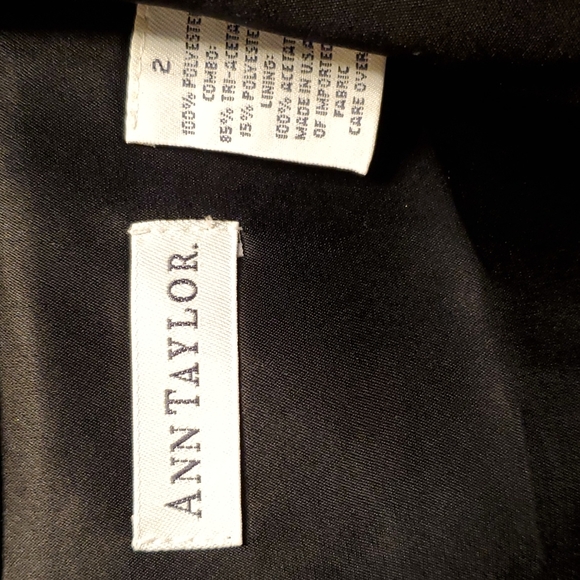 2
100% POLYESTE
COMBO:
85% TRI-ACETA
15% POLYESTE
LINING:
100% ACETAT
MADE IN U.S.A
OF IMPORTED
FABRIC
CARE OVER
ANN TAYLOR.